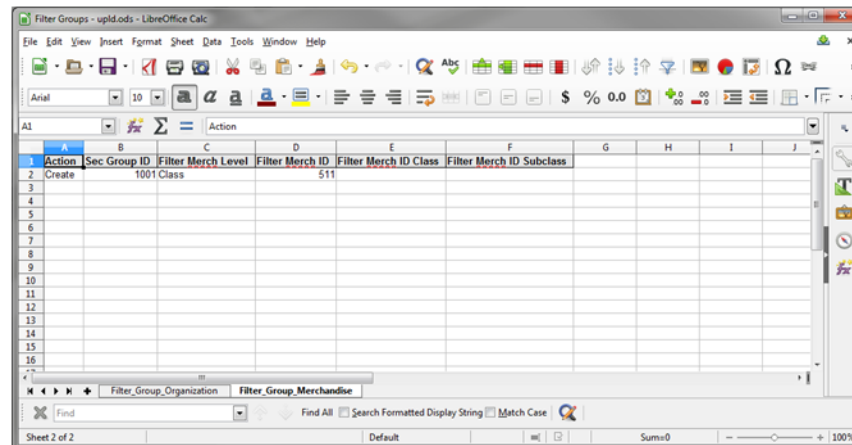 Filter Groups - upld.ods - LibreOffice Calc
File Edit View Insert Format Sheet Data Tools Window Help
Abc
Ω
Arial 10 a a a a $ % 0.0
A1 Σ = Action
A B C D E F G H I J
1 Action Sec Group ID Filter Merch Level Filter Merch ID Filter Merch ID Class Filter Merch ID Subclass
2 Create 1001 Class 511
3
4
5
6
7
8
9
10
11
12
13
14
15
16
Filter_Group_Organization Filter_Group_Merchandise
Find Find All Search Formatted Display String Match Case
Sheet 2 of 2 Default Sum=0 100%